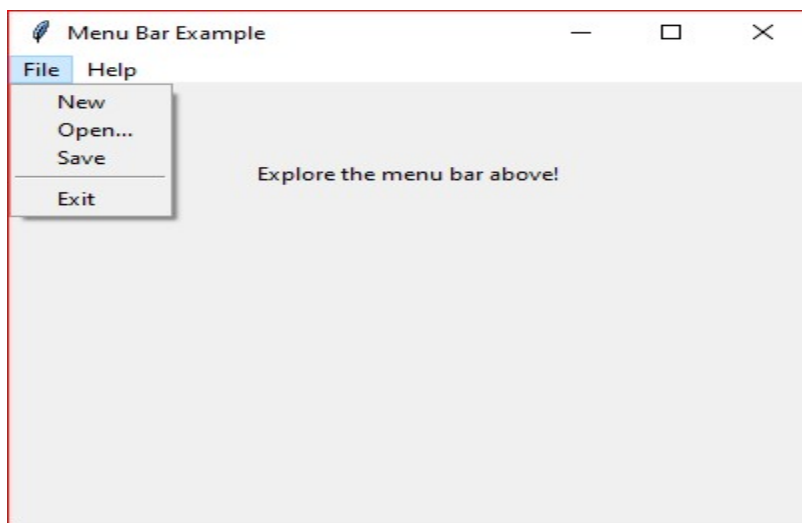 Menu Bar Example
File Help
New
Open...
Save
Exit
Explore the menu bar above!